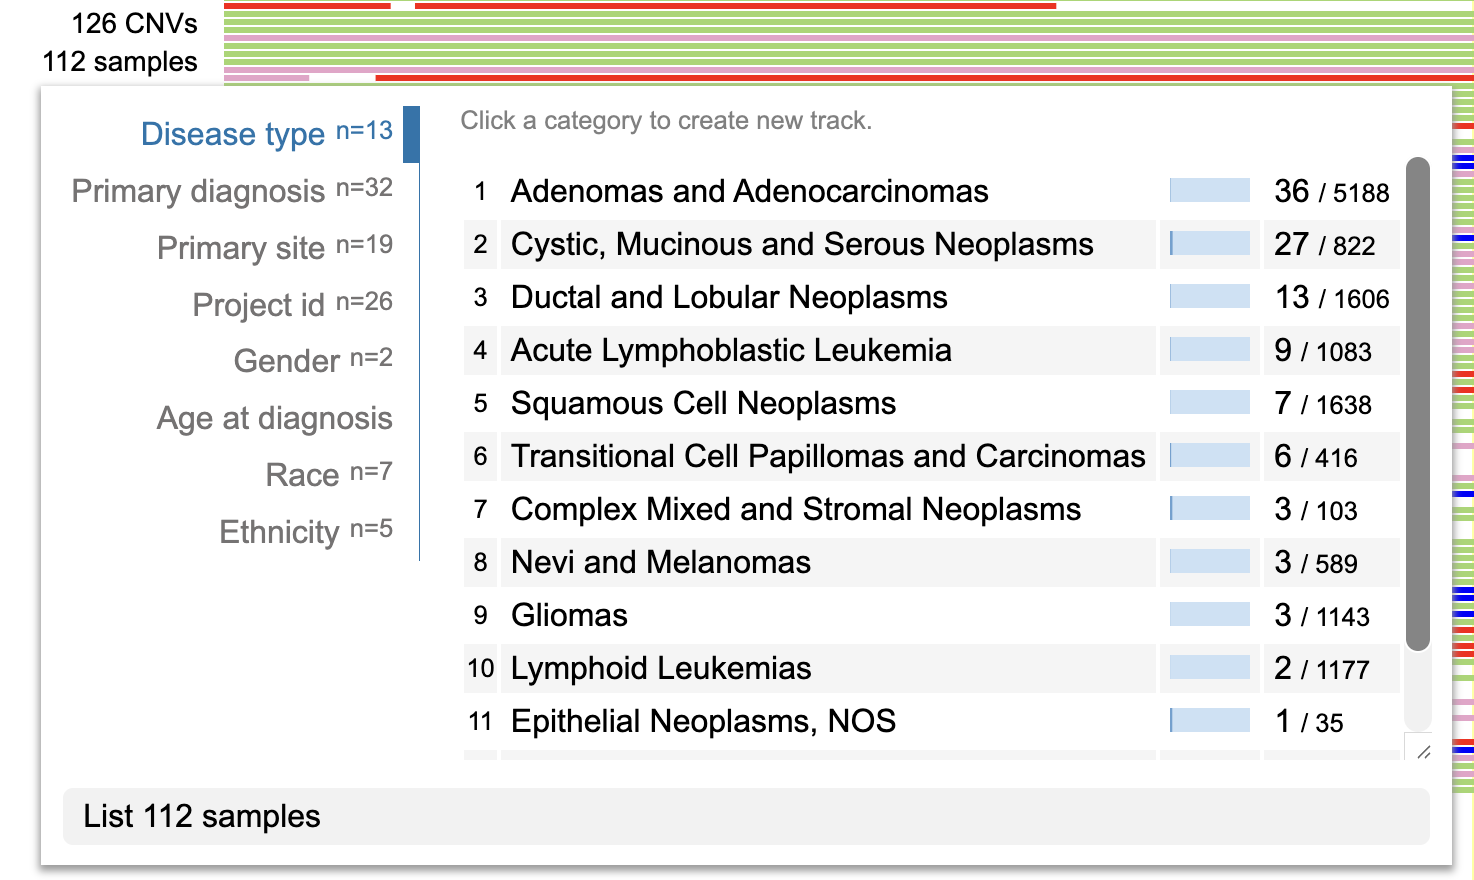 126 CNVs
112 samples
Disease type n=13
Primary diagnosis n=32
Primary site n=19
Project id n=26
Gender n=2
Age at diagnosis
Race n=7
Ethnicity n=5
Click a category to create new track.
1 Adenomas and Adenocarcinomas 36 / 5188
2 Cystic, Mucinous and Serous Neoplasms 27 / 822
3 Ductal and Lobular Neoplasms 13 / 1606
4 Acute Lymphoblastic Leukemia 9 / 1083
5 Squamous Cell Neoplasms 7 / 1638
6 Transitional Cell Papillomas and Carcinomas 6 / 416
7 Complex Mixed and Stromal Neoplasms 3 / 103
8 Nevi and Melanomas 3 / 589
9 Gliomas 3 / 1143
10 Lymphoid Leukemias 2 / 1177
11 Epithelial Neoplasms, NOS 1 / 35
List 112 samples